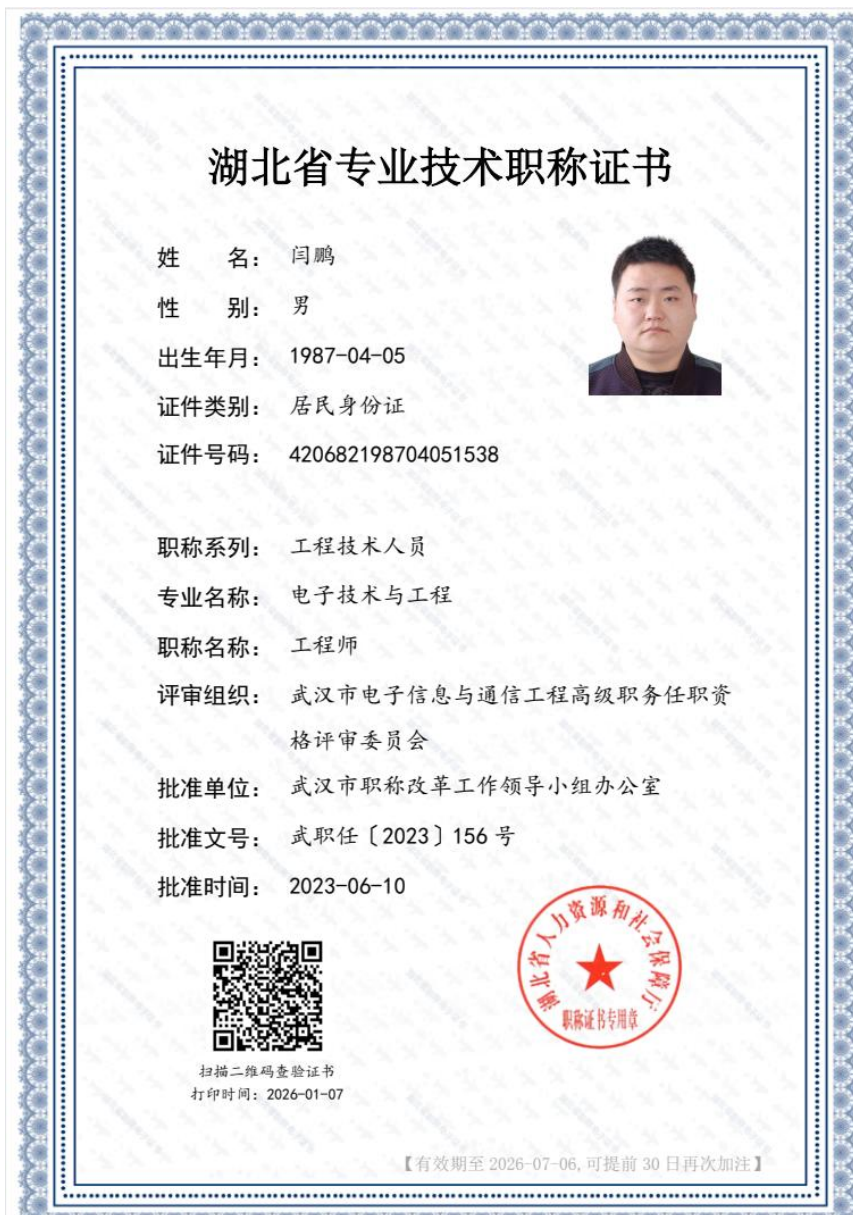 湖北省专业技术职称证书
姓 名： 闫鹏
性 别： 男
出生年月： 1987-04-05
证件类别： 居民身份证
证件号码： 420682198704051538
职称系列： 工程技术人员
专业名称： 电子技术与工程
职称名称： 工程师
评审组织： 武汉市电子信息与通信工程高级职务任职资
格评审委员会
批准单位： 武汉市职称改革工作领导小组办公室
批准文号： 武职任〔2023〕156 号
批准时间： 2023-06-10
湖北省人力资源和社会保障厅
职称证书专用章
扫描二维码查验证书
打印时间：2026-01-07
【有效期至 2026-07-06,可提前 30 日再次加注】